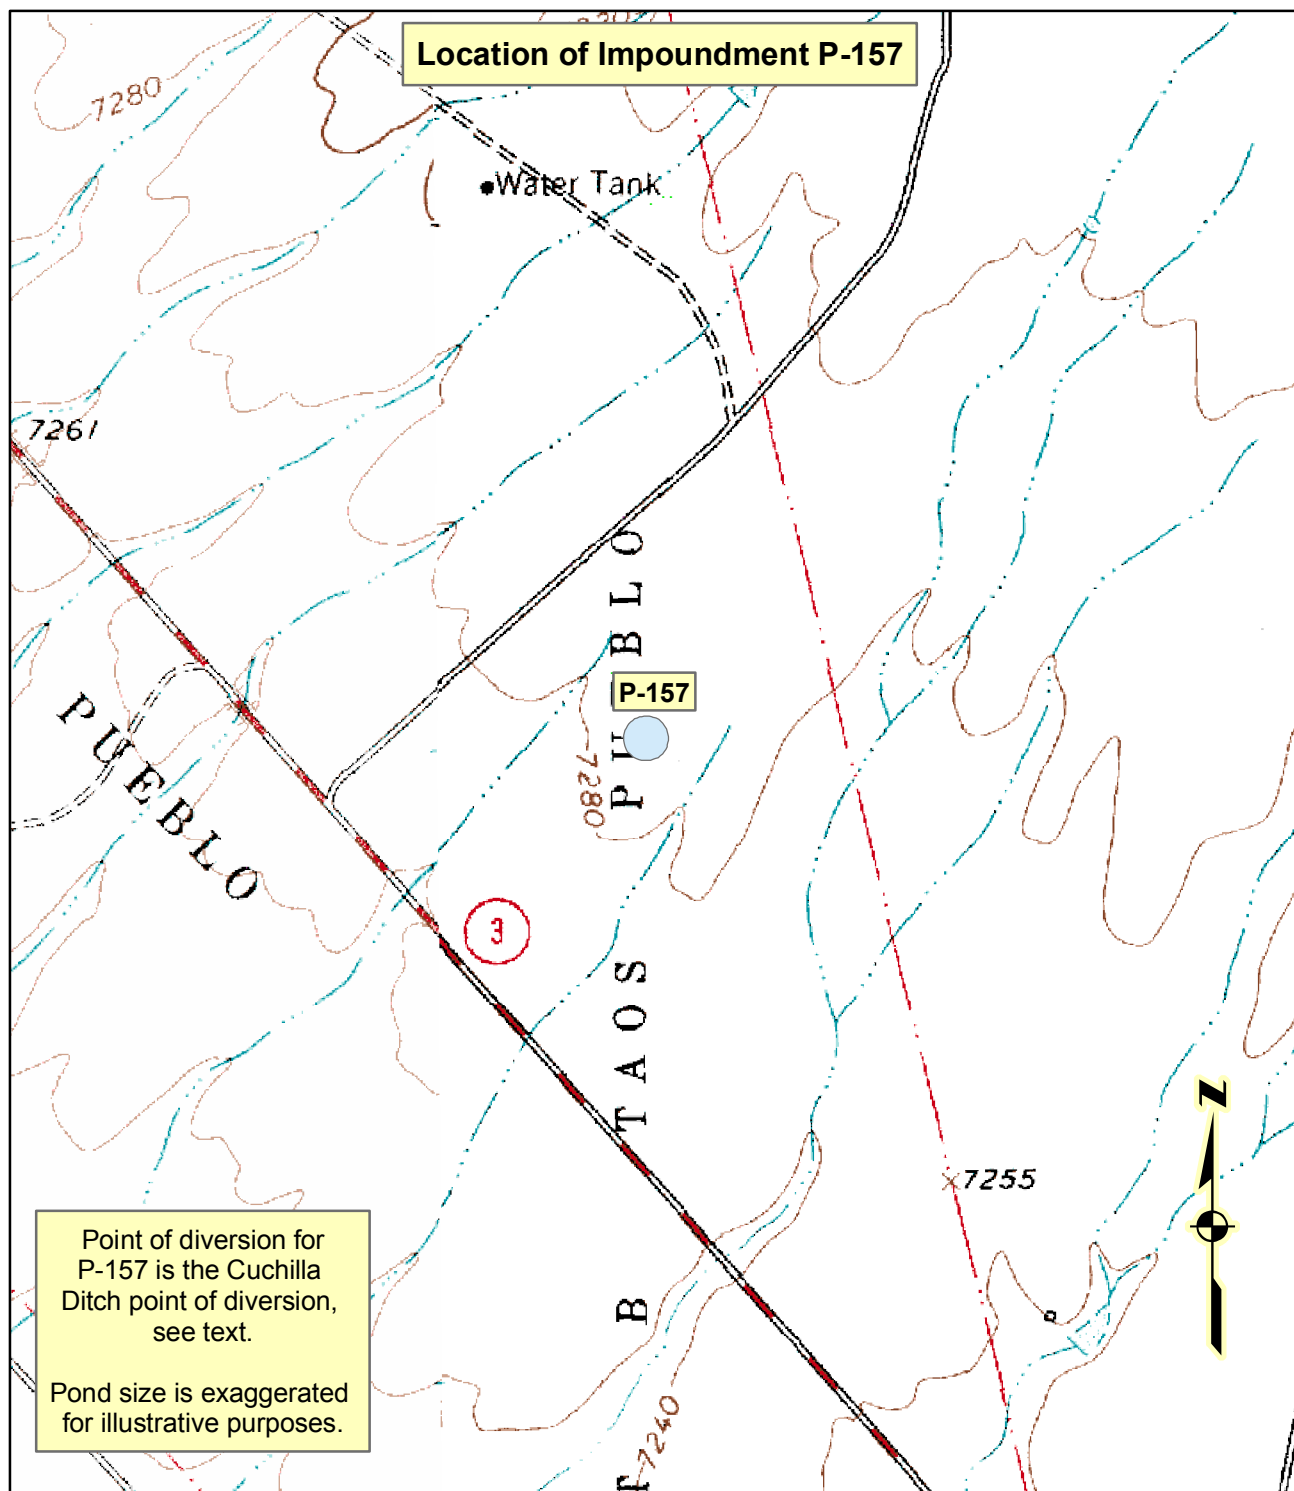 Location of Impoundment P-157
7280
Water Tank
7261
PUEBLO
P-157
PUEBLO
7280
3
TAOS
7255
N
B
7240
Point of diversion for
P-157 is the Cuchilla
Ditch point of diversion,
see text.
Pond size is exaggerated
for illustrative purposes.